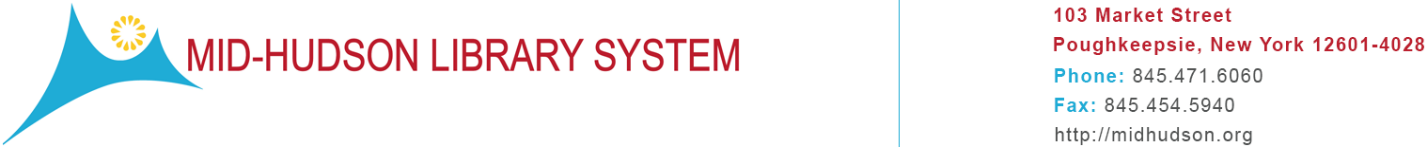 MID-HUDSON LIBRARY SYSTEM
103 Market Street
Poughkeepsie, New York 12601-4028
Phone: 845.471.6060
Fax: 845.454.5940
http://midhudson.org